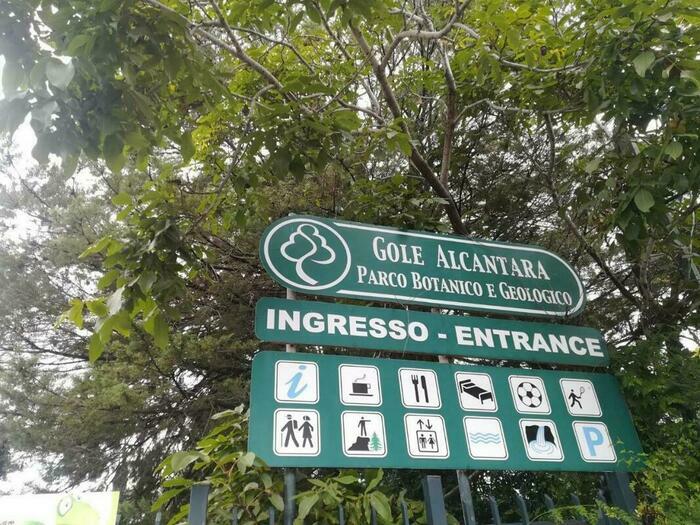 GOLE ALCANTARA
PARCO BOTANICO E GEOLOGICO
INGRESSO - ENTRANCE
i
P